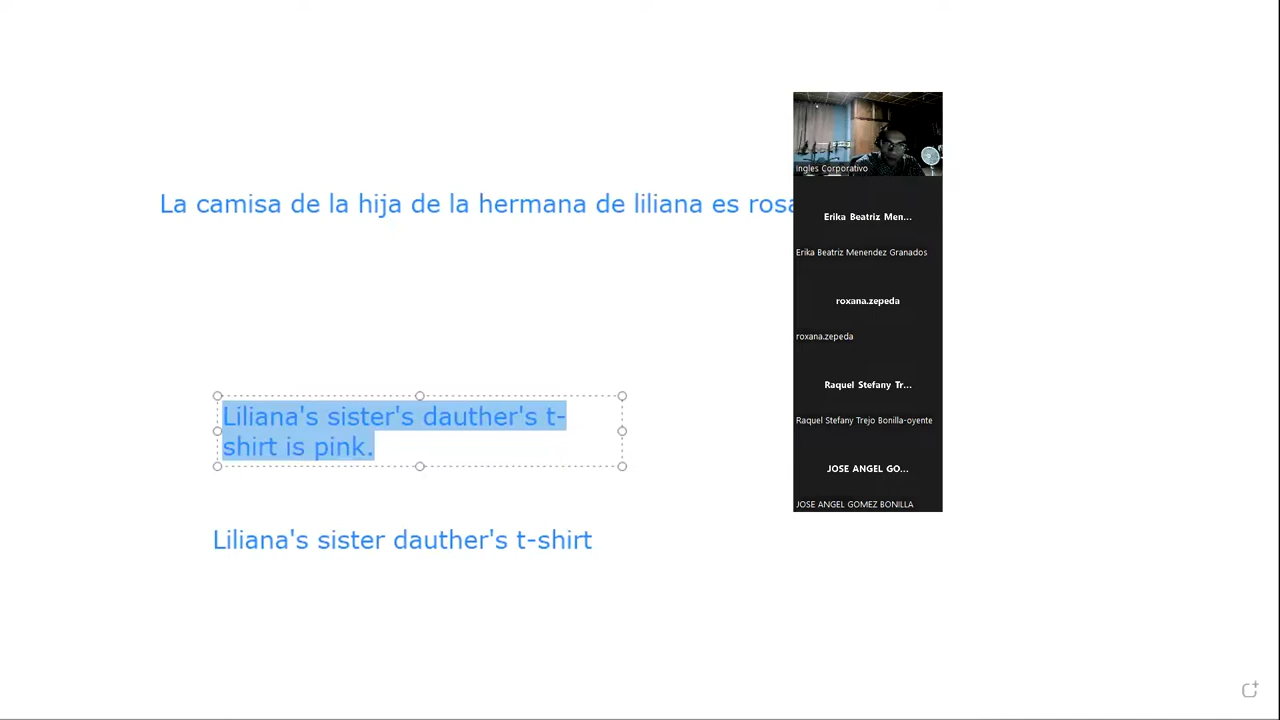 La camisa de la hija de la hermana de liliana es rosa
Liliana's sister's dauther's t-
shirt is pink.
Liliana's sister dauther's t-shirt
Ingles Corporativo
Erika Beatriz Men...
Erika Beatriz Menendez Granados
roxana.zepeda
roxana.zepeda
Raquel Stefany Tr...
Raquel Stefany Trejo Bonilla-oyente
JOSE ANGEL GO...
JOSE ANGEL GOMEZ BONILLA